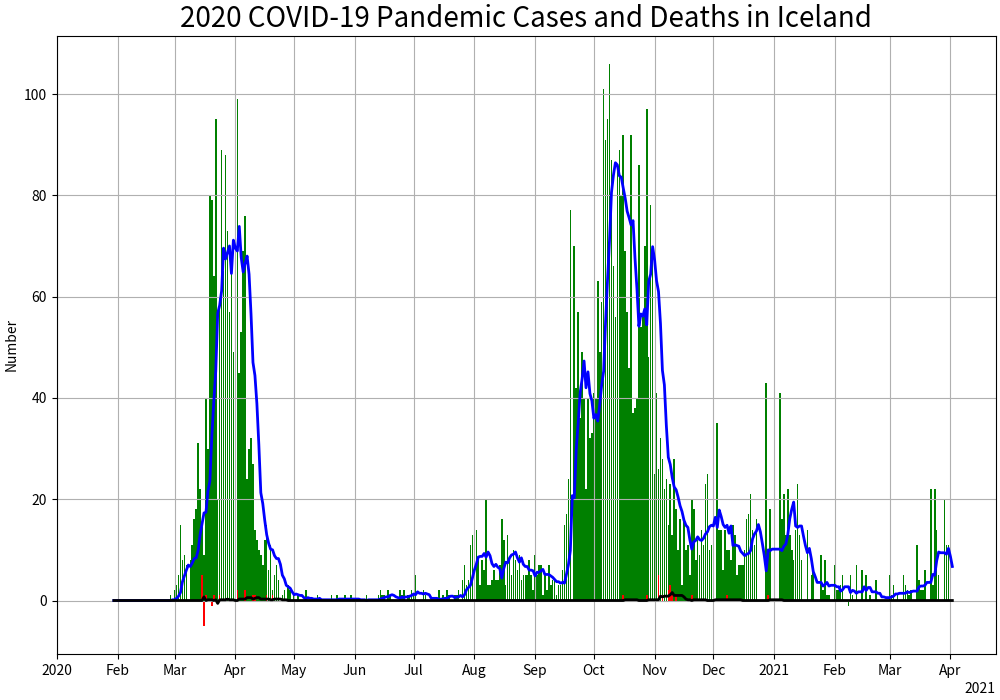 2020 COVID-19 Pandemic Cases and Deaths in Iceland
Number
100
80
60
40
20
0
2020 Feb Mar Apr May Jun Jul Aug Sep Oct Nov Dec 2021 Feb Mar Apr
2021